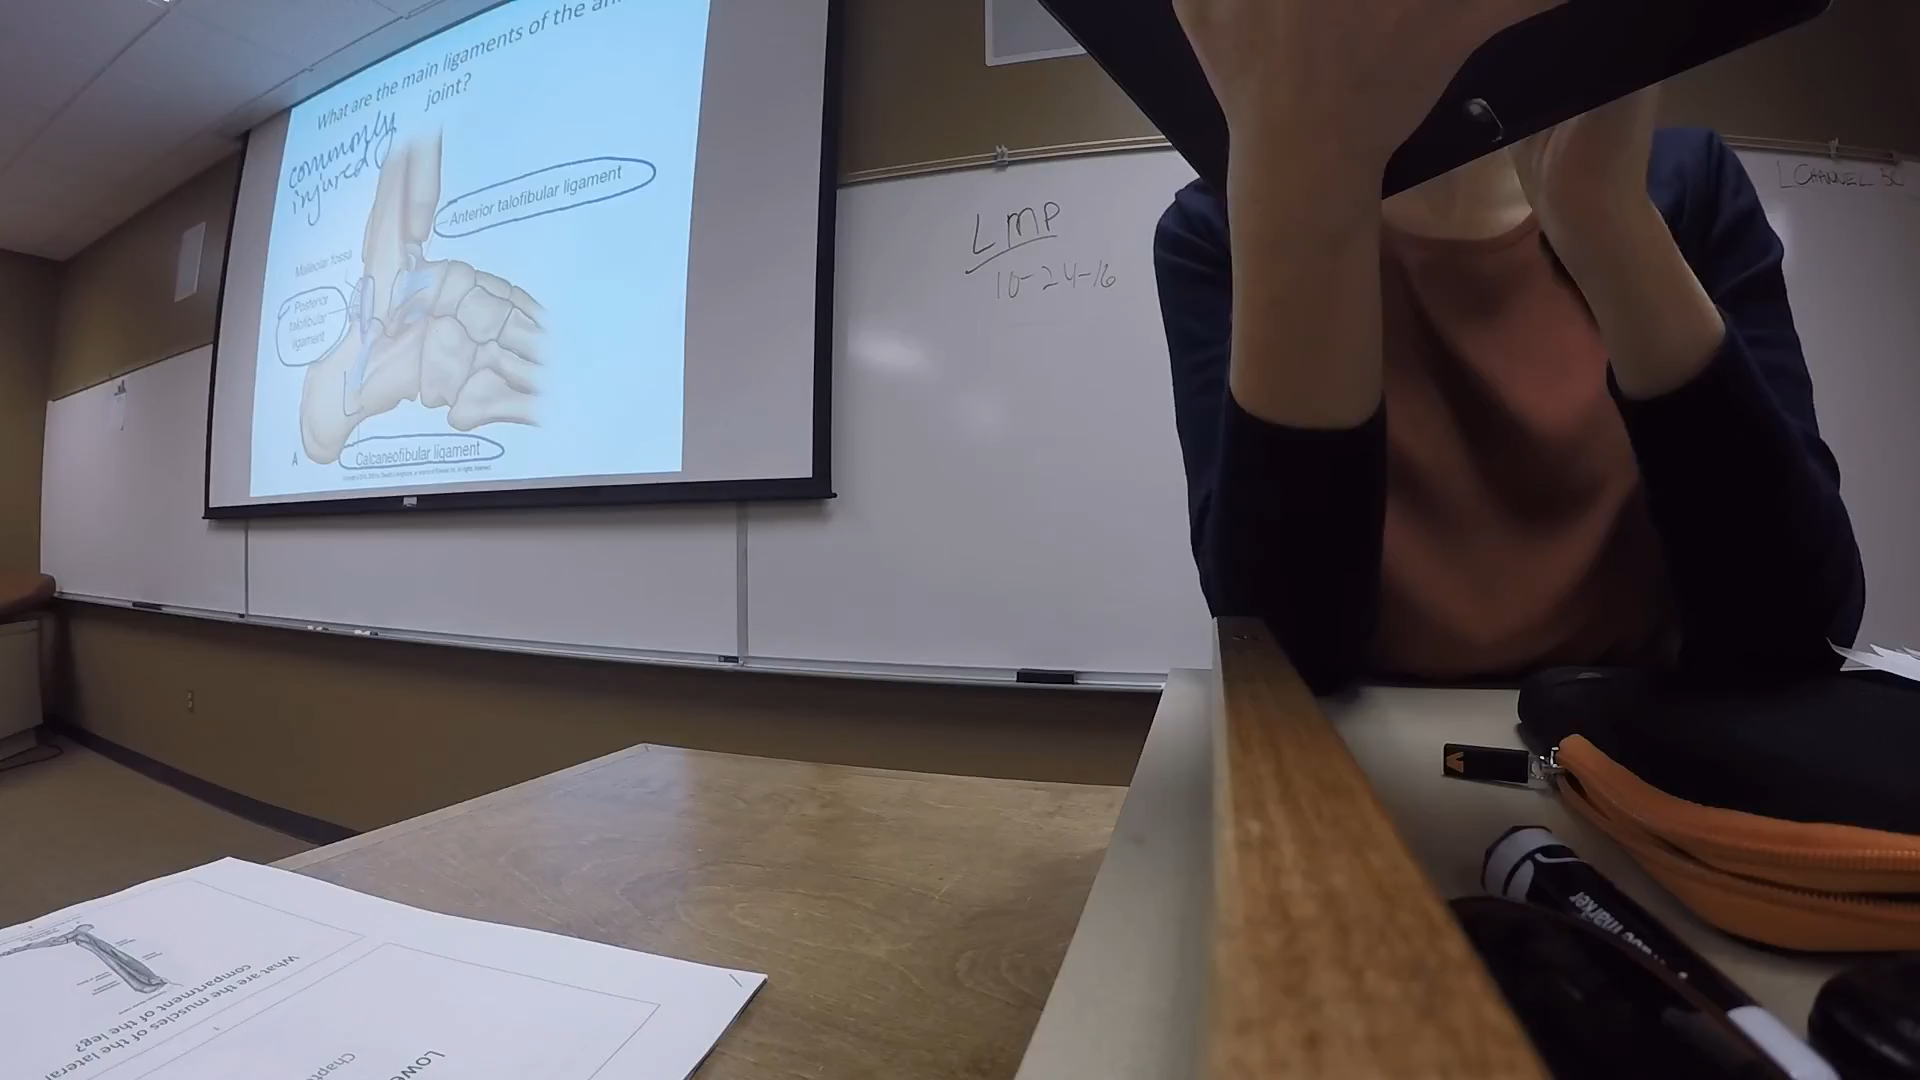 What are the main ligaments of the
joint?
commonly
injured
Anterior talofibular ligament
Malleolar fossa
Posterior
talofibular
ligament
Calcaneofibular ligament
A
LMP
10-24-16
CHANNEL
What are the muscles of the lateral
compartment of the leg?